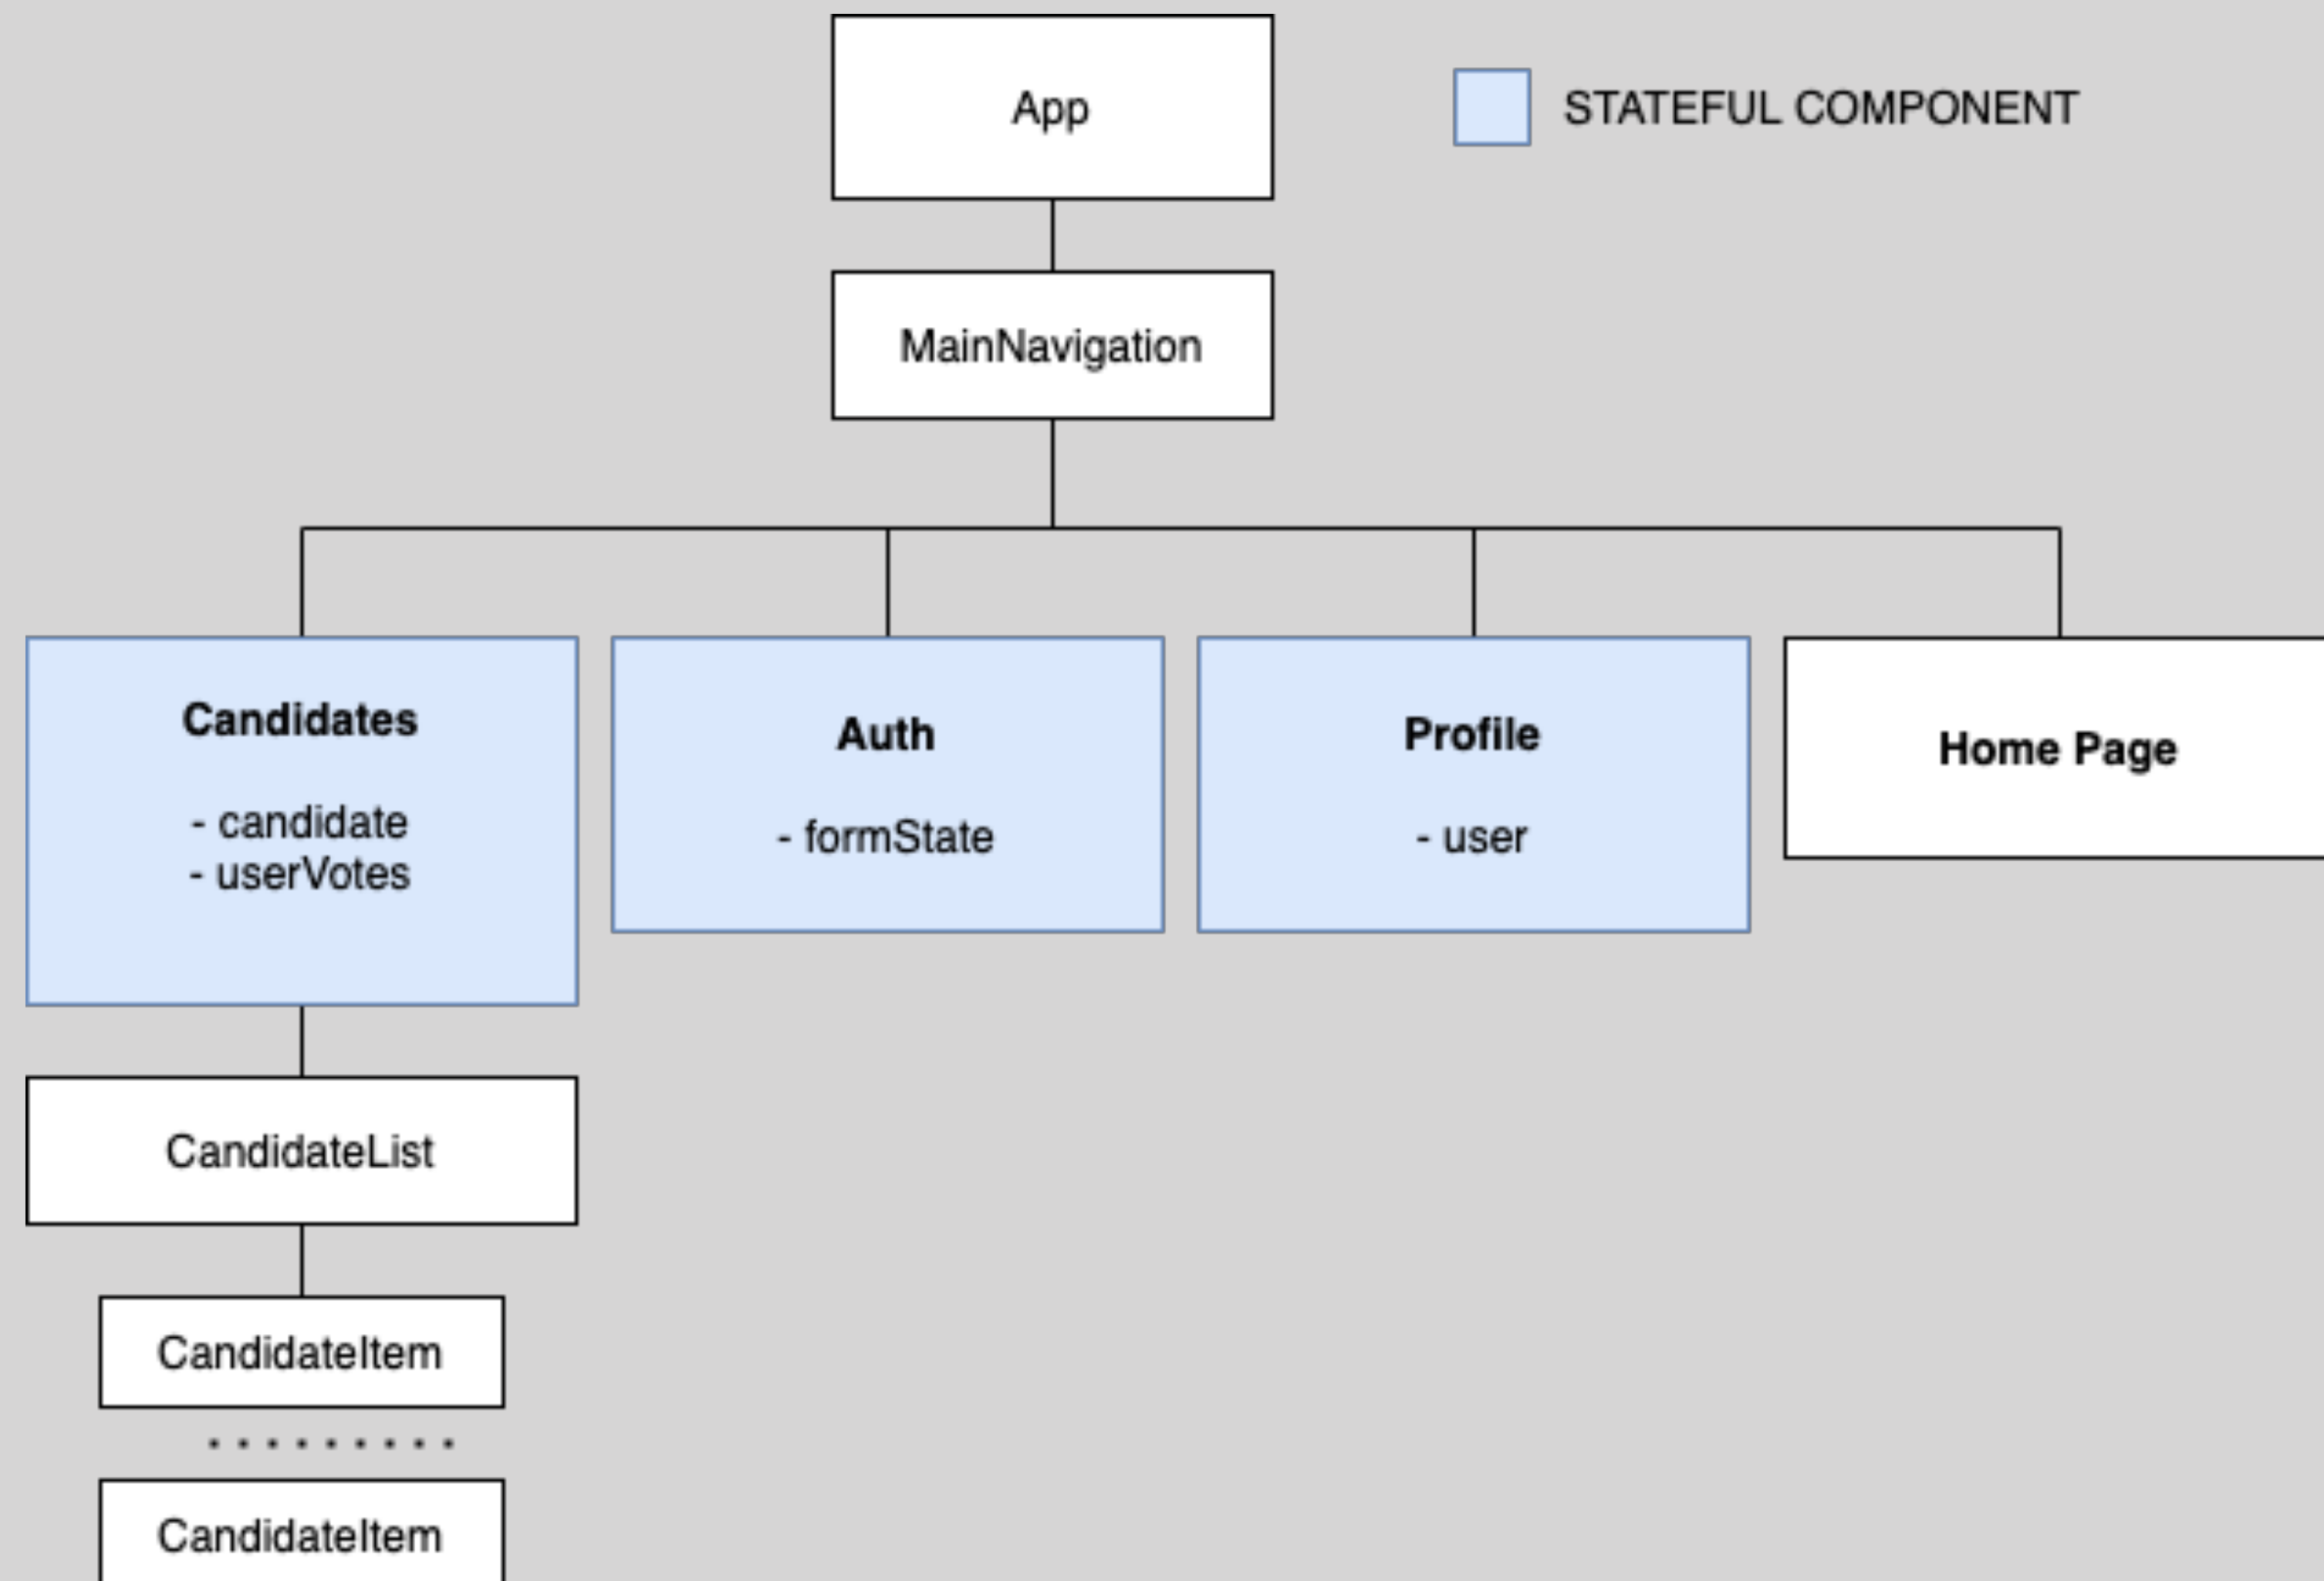 App
STATEFUL COMPONENT
MainNavigation
Candidates
- candidate
- userVotes
Auth
- formState
Profile
- user
Home Page
CandidateList
CandidateItem
.........
CandidateItem